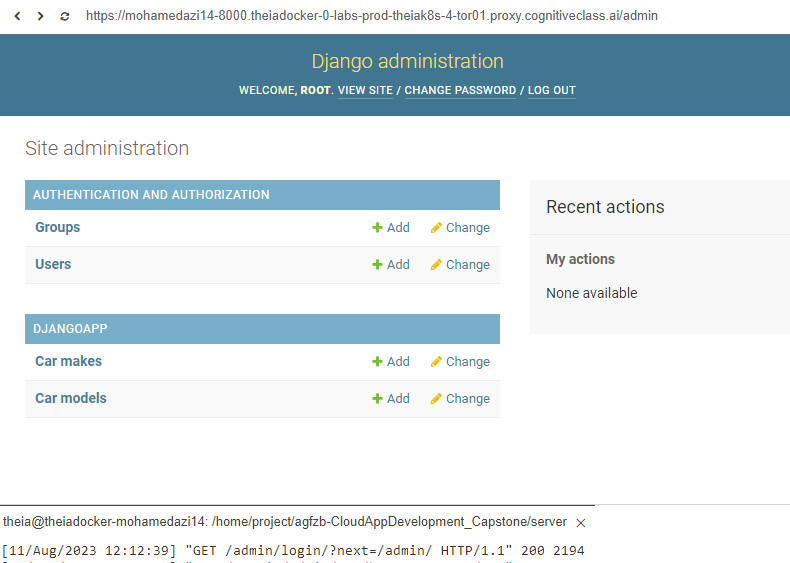 https://mohamedazi14-8000.theiadocker-0-labs-prod-theiak8s-4-tor01.proxy.cognitiveclass.ai/admin
Django administration
WELCOME, ROOT. VIEW SITE / CHANGE PASSWORD / LOG OUT
Site administration
AUTHENTICATION AND AUTHORIZATION
Groups + Add Change
Users + Add Change
DJANGOAPP
Car makes + Add Change
Car models + Add Change
Recent actions
My actions
None available
theia@theiadocker-mohamedazi14: /home/project/agfzb-CloudAppDevelopment_Capstone/server ×
[11/Aug/2023 12:12:39] "GET /admin/login/?next=/admin/ HTTP/1.1" 200 2194